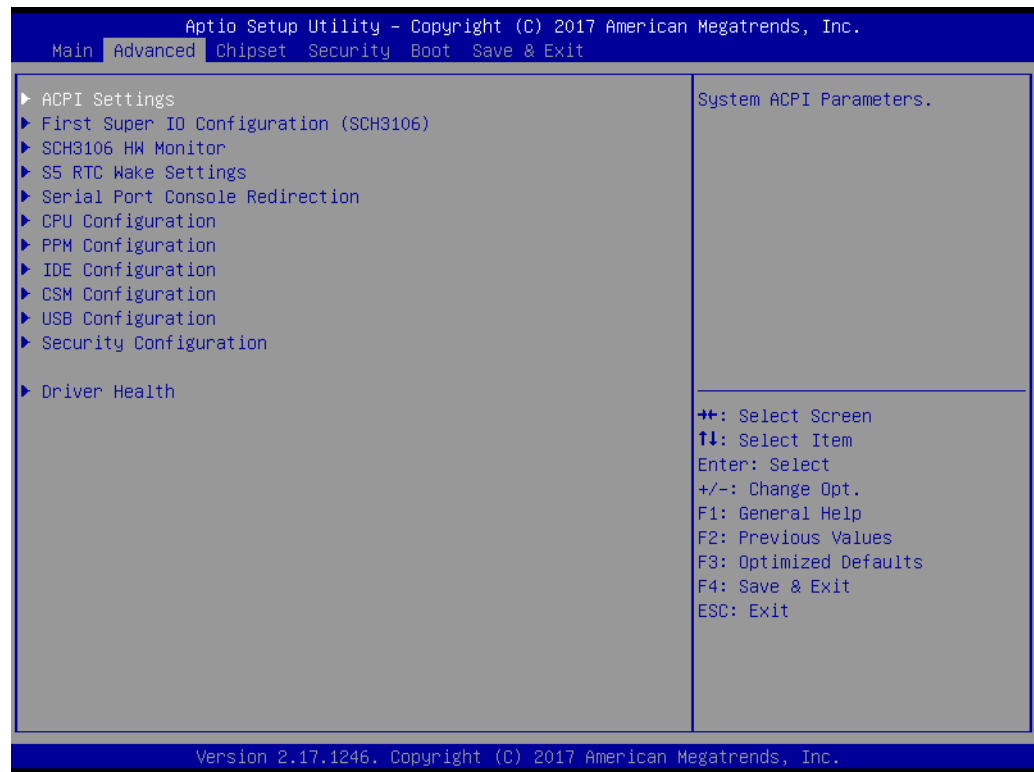 Aptio Setup Utility – Copyright (C) 2017 American Megatrends, Inc.
Main Advanced Chipset Security Boot Save & Exit
▶ ACPI Settings
▶ First Super IO Configuration (SCH3106)
▶ SCH3106 HW Monitor
▶ S5 RTC Wake Settings
▶ Serial Port Console Redirection
▶ CPU Configuration
▶ PPM Configuration
▶ IDE Configuration
▶ CSM Configuration
▶ USB Configuration
▶ Security Configuration
▶ Driver Health
System ACPI Parameters.
→←: Select Screen
↑↓: Select Item
Enter: Select
+/-: Change Opt.
F1: General Help
F2: Previous Values
F3: Optimized Defaults
F4: Save & Exit
ESC: Exit
Version 2.17.1246. Copyright (C) 2017 American Megatrends, Inc.